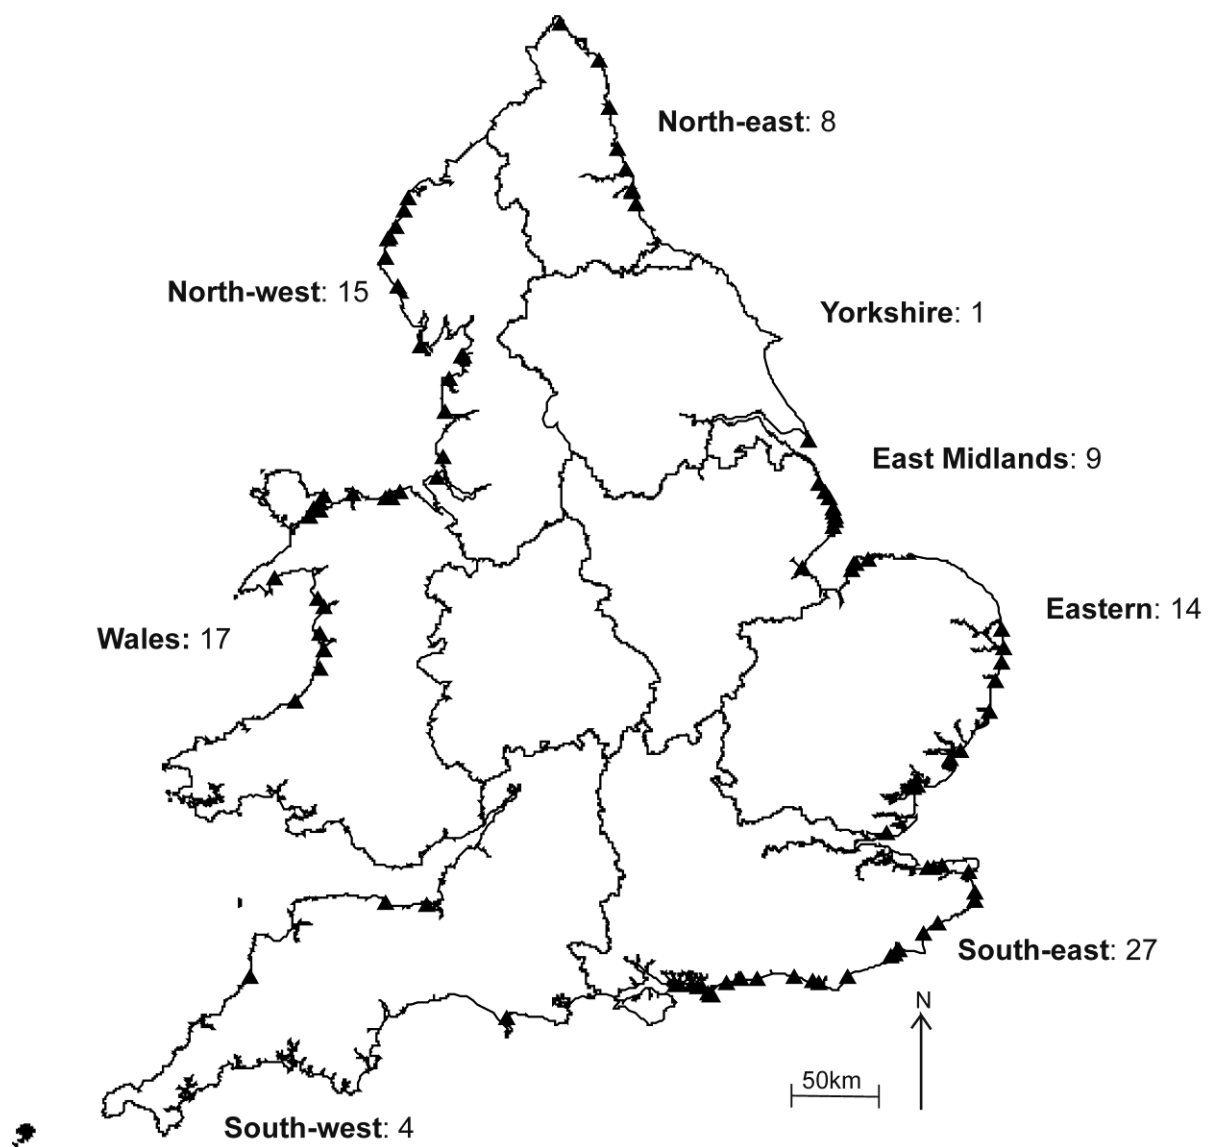 North-east: 8
North-west: 15
Yorkshire: 1
East Midlands: 9
Eastern: 14
Wales: 17
South-east: 27
N
50km
South-west: 4